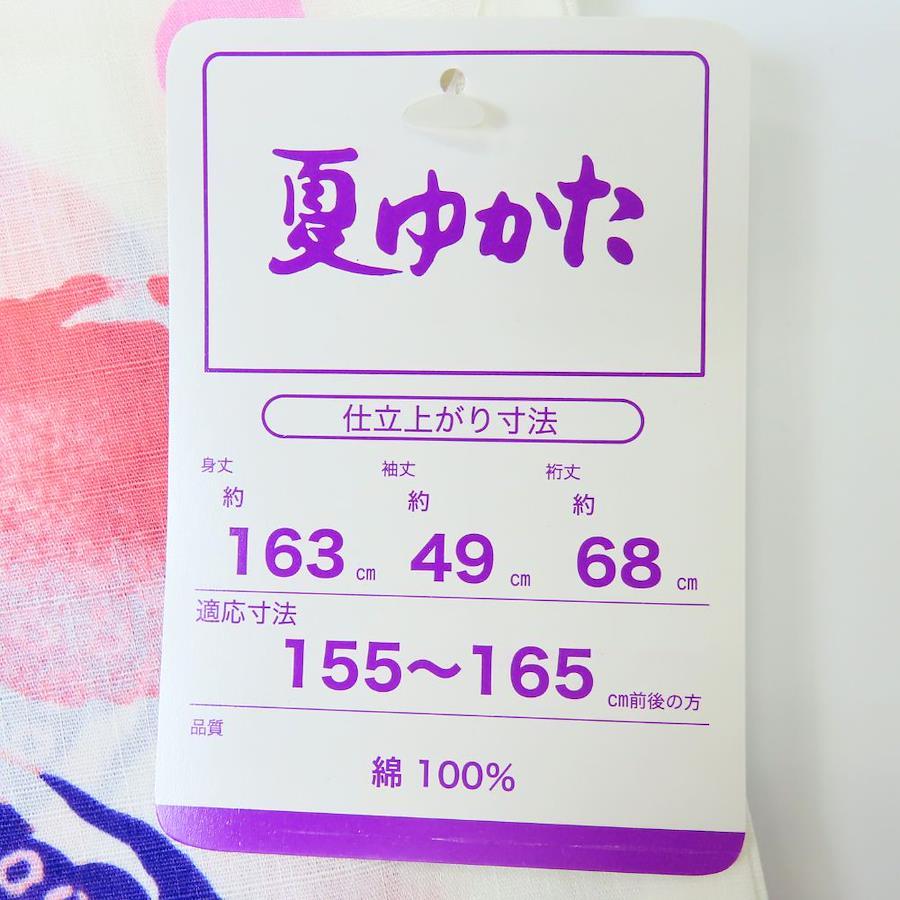 夏ゆかた
仕立上がり寸法
身丈 袖丈 裄丈
約 約 約
163cm 49cm 68cm
適応寸法
155〜165cm前後の方
品質
綿 100%